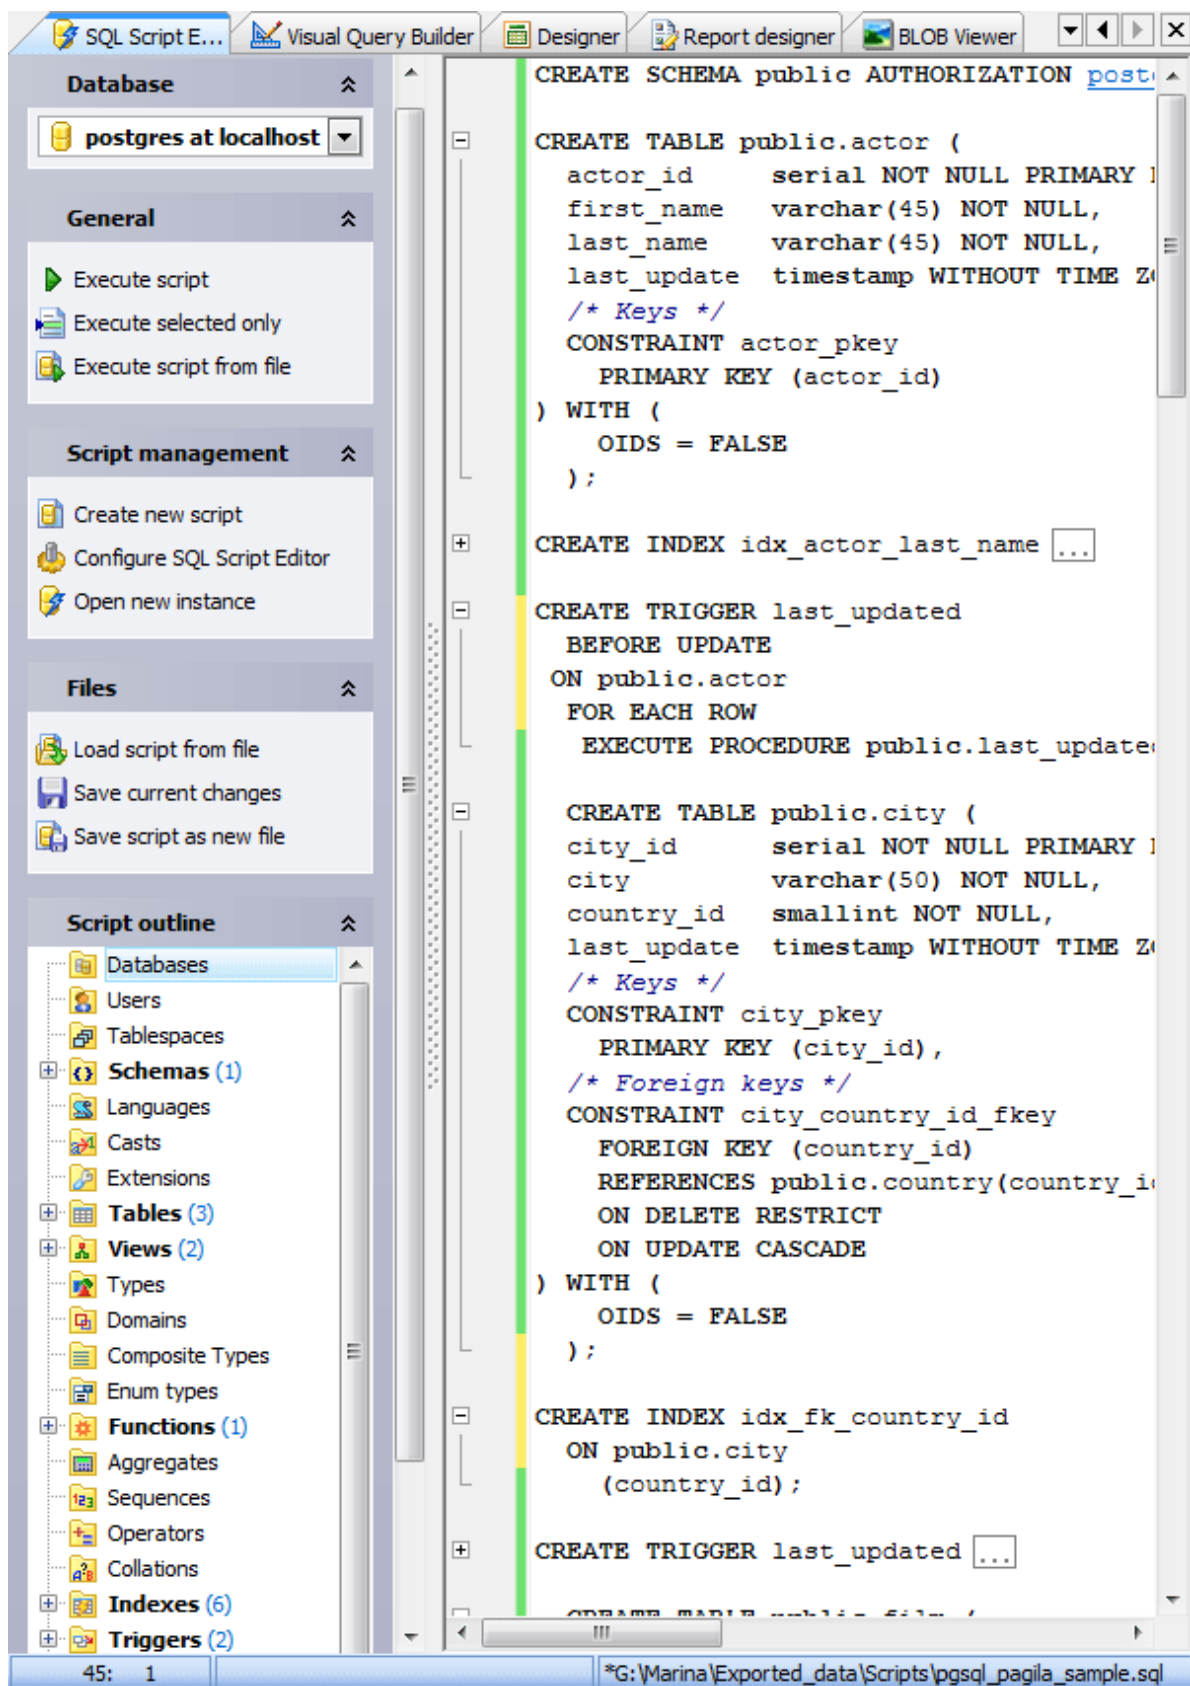 SQL Script E...
Visual Query Builder
Designer
Report designer
BLOB Viewer
Database
postgres at localhost
General
Execute script
Execute selected only
Execute script from file
Script management
Create new script
Configure SQL Script Editor
Open new instance
Files
Load script from file
Save current changes
Save script as new file
Script outline
Databases
Users
Tablespaces
Schemas (1)
Languages
Casts
Extensions
Tables (3)
Views (2)
Types
Domains
Composite Types
Enum types
Functions (1)
Aggregates
Sequences
Operators
Collations
Indexes (6)
Triggers (2)
CREATE SCHEMA public AUTHORIZATION post
CREATE TABLE public.actor (
actor_id serial NOT NULL PRIMARY
first_name varchar(45) NOT NULL,
last_name varchar(45) NOT NULL,
last_update timestamp WITHOUT TIME
/* Keys */
CONSTRAINT actor_pkey
PRIMARY KEY (actor_id)
) WITH (
OIDS = FALSE
);
CREATE INDEX idx_actor_last_name ...
CREATE TRIGGER last_updated
BEFORE UPDATE
ON public.actor
FOR EACH ROW
EXECUTE PROCEDURE public.last_update
CREATE TABLE public.city (
city_id serial NOT NULL PRIMARY
city varchar(50) NOT NULL,
country_id smallint NOT NULL,
last_update timestamp WITHOUT TIME
/* Keys */
CONSTRAINT city_pkey
PRIMARY KEY (city_id),
/* Foreign keys */
CONSTRAINT city_country_id_fkey
FOREIGN KEY (country_id)
REFERENCES public.country(country_i
ON DELETE RESTRICT
ON UPDATE CASCADE
) WITH (
OIDS = FALSE
);
CREATE INDEX idx_fk_country_id
ON public.city
(country_id);
CREATE TRIGGER last_updated ...
CREATE TABLE public.film (
45: 1
*G:\Marina\Exported_data\Scripts\pgsql_pagila_sample.sql